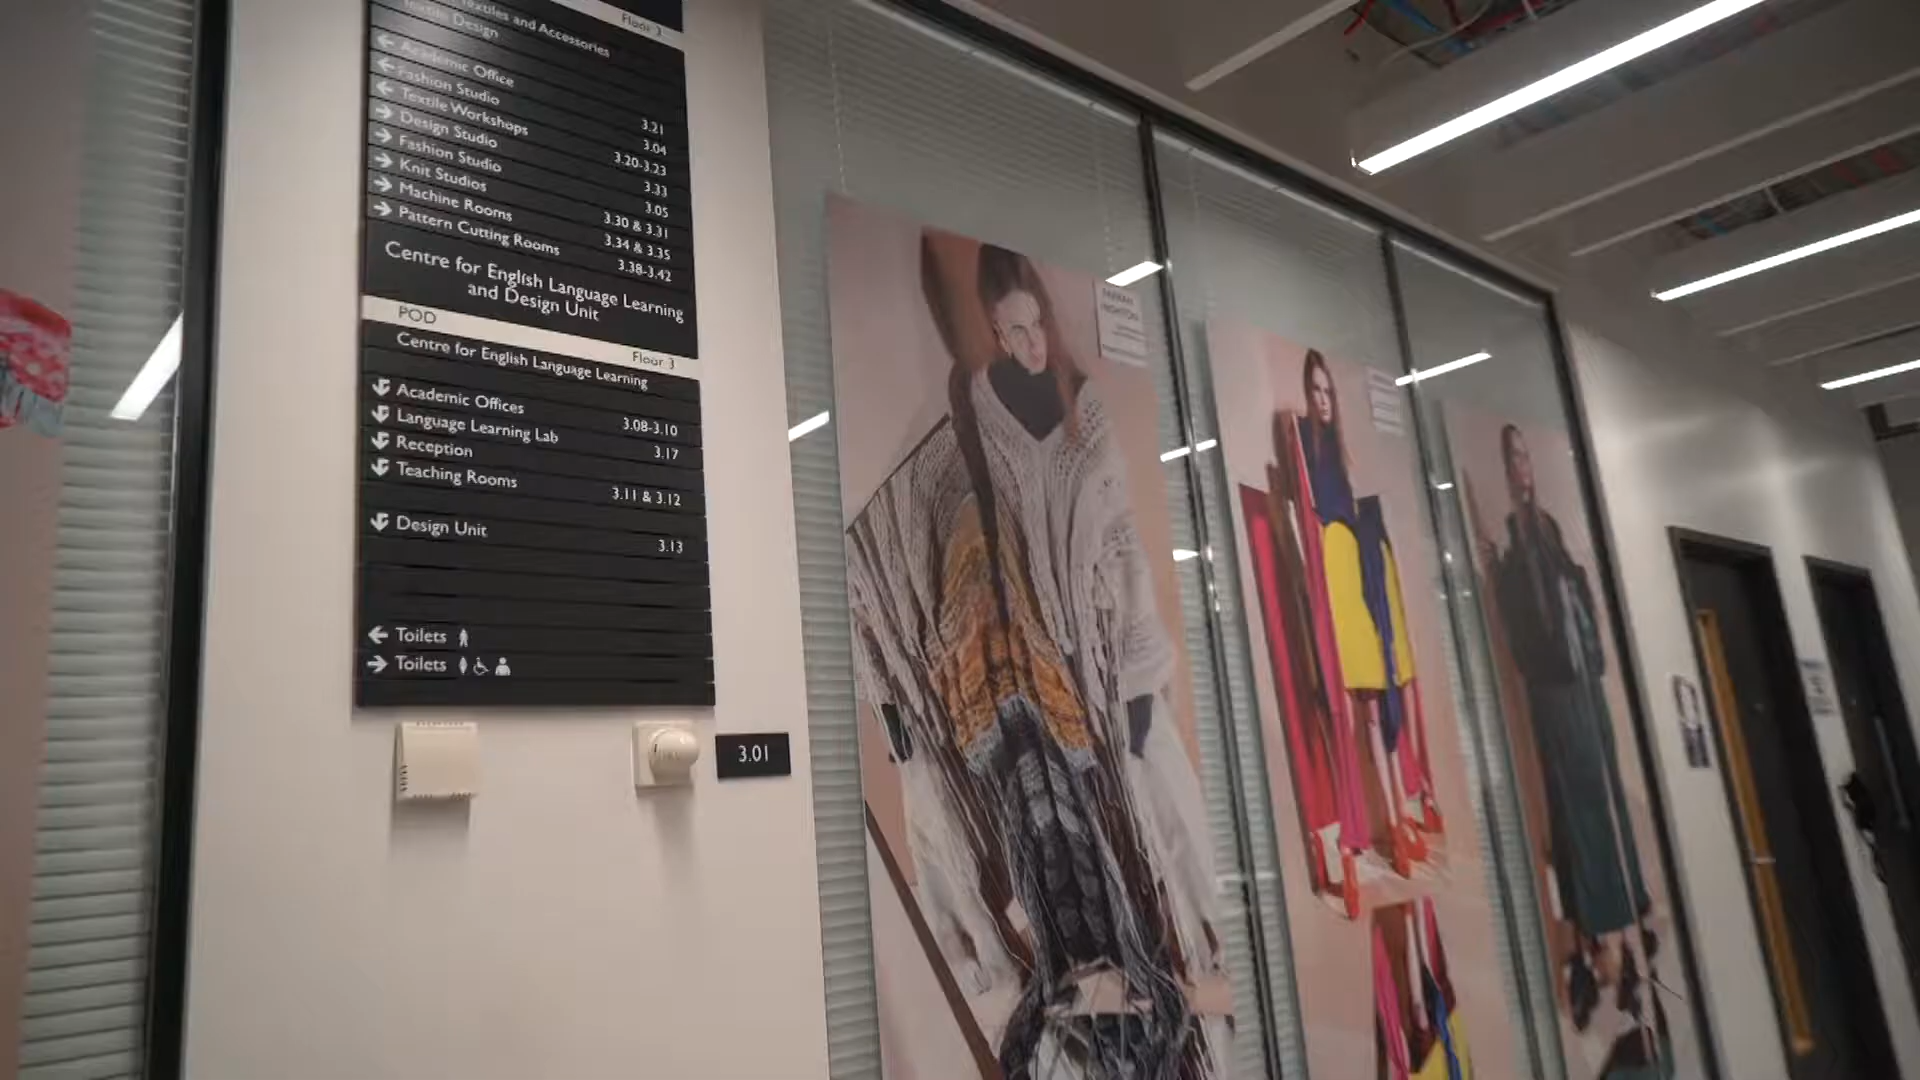 Floor 3
Textiles and Accessories
Textile Design
← Academic Office 3.21
← Fashion Studio 3.04
← Textile Workshops 3.20-3.23
→ Design Studio 3.33
→ Fashion Studio 3.05
→ Knit Studios 3.30 & 3.31
→ Machine Rooms 3.34 & 3.35
→ Pattern Cutting Rooms 3.38-3.42
Centre for English Language Learning
and Design Unit
POD Floor 3
Centre for English Language Learning
Academic Offices 3.08-3.10
Language Learning Lab 3.17
Reception
Teaching Rooms 3.11 & 3.12
Design Unit 3.13
← Toilets
→ Toilets
3.01